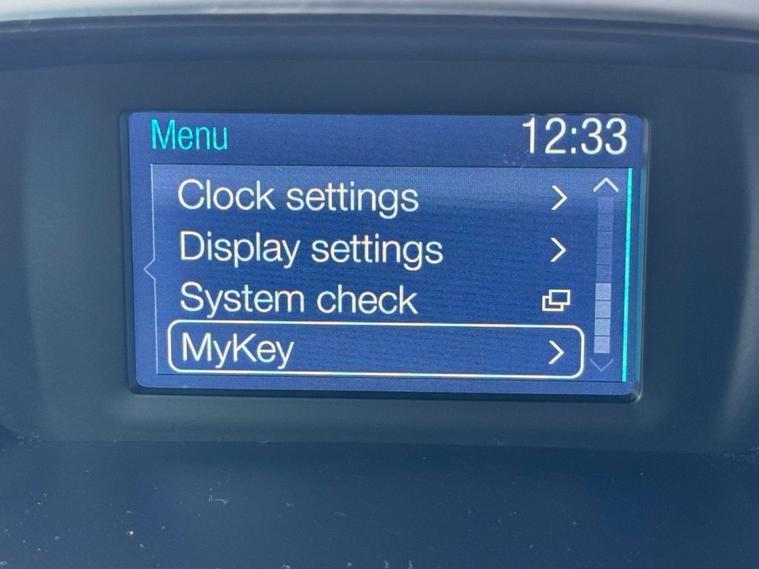 Menu 12:33
Clock settings
Display settings
System check
MyKey